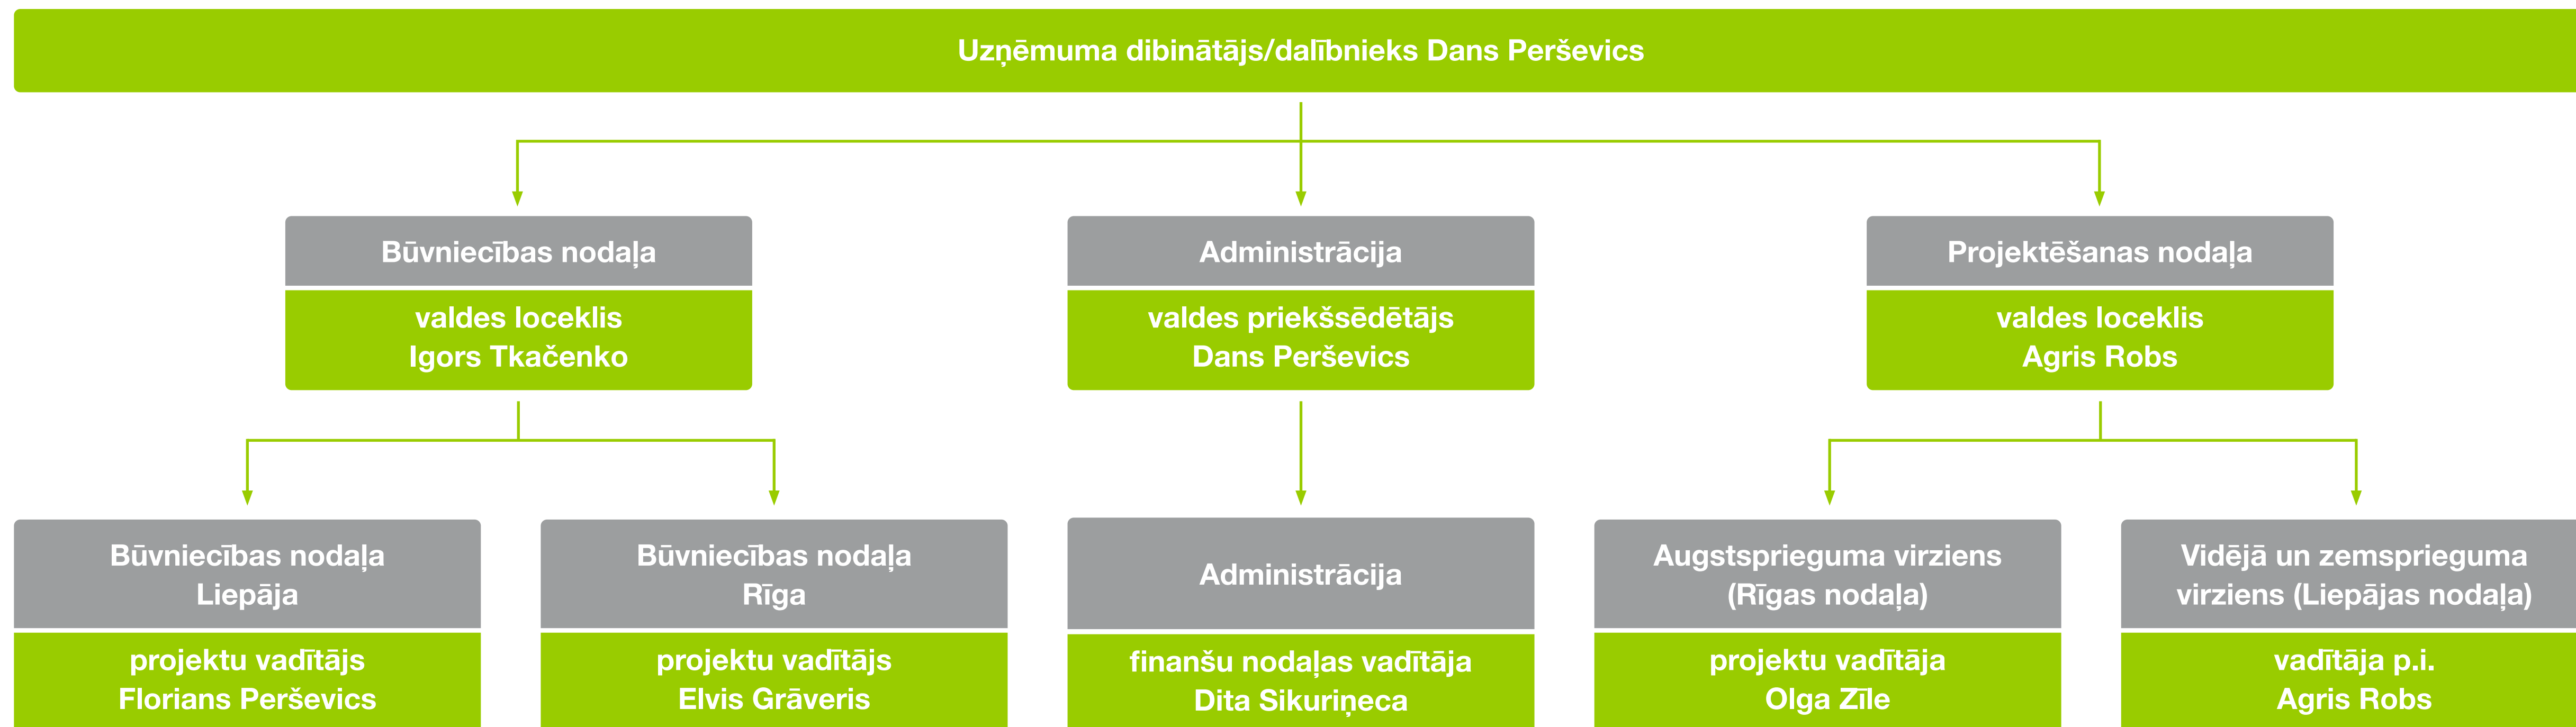 Uzņēmuma dibinātājs/dalībnieks Dans Perševics
Būvniecības nodaļa
valdes loceklis
Igors Tkačenko
Administrācija
valdes priekšsēdētājs
Dans Perševics
Projektēšanas nodaļa
valdes loceklis
Agris Robs
Būvniecības nodaļa
Liepāja
projektu vadītājs
Florians Perševics
Būvniecības nodaļa
Rīga
projektu vadītājs
Elvis Grāveris
Administrācija
finanšu nodaļas vadītāja
Dita Sikuriņeca
Augstsprieguma virziens
(Rīgas nodaļa)
projektu vadītāja
Olga Zīle
Vidējā un zemsprieguma
virziens (Liepājas nodaļa)
vadītāja p.i.
Agris Robs